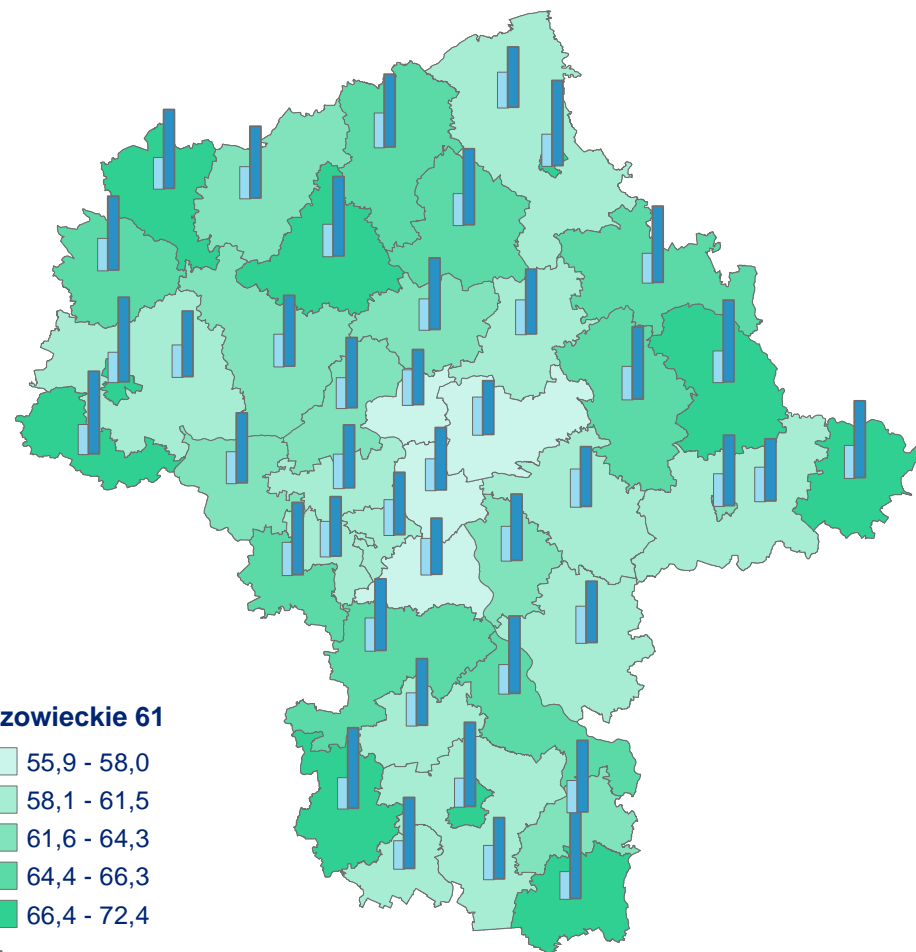 zowieckie 61
55,9 - 58,0
58,1 - 61,5
61,6 - 64,3
64,4 - 66,3
66,4 - 72,4